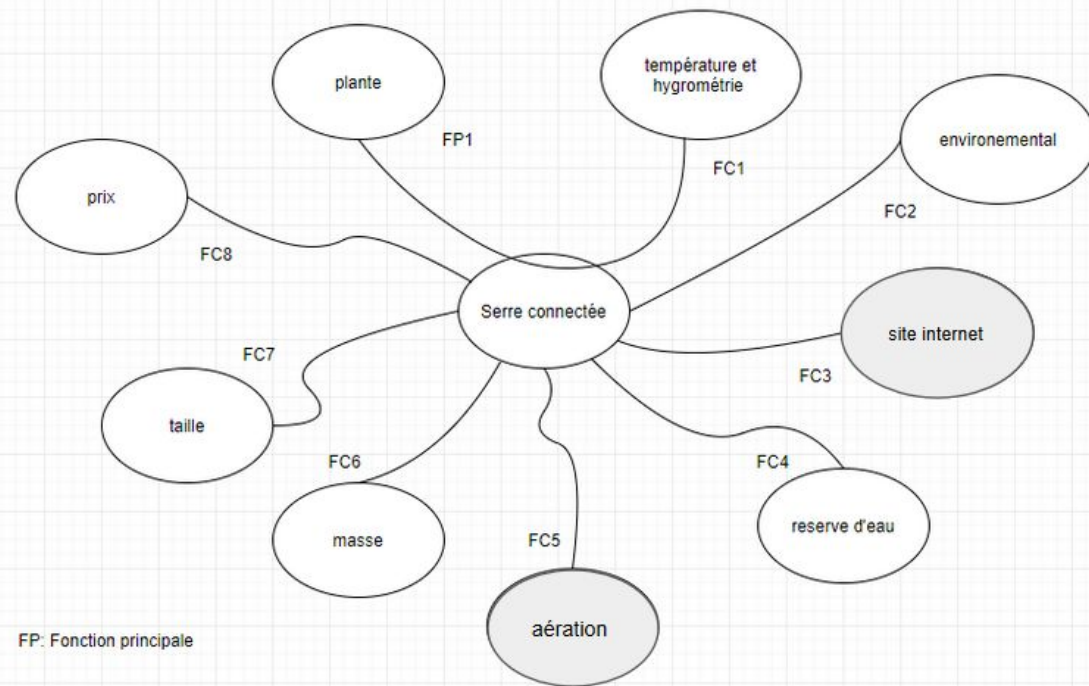 plante
température et
hygrométrie
environemental
FP1
FC1
prix
FC2
FC8
Serre connectée
site internet
FC7
FC3
taille
FC6
FC4
masse
FC5
reserve d'eau
aération
FP: Fonction principale